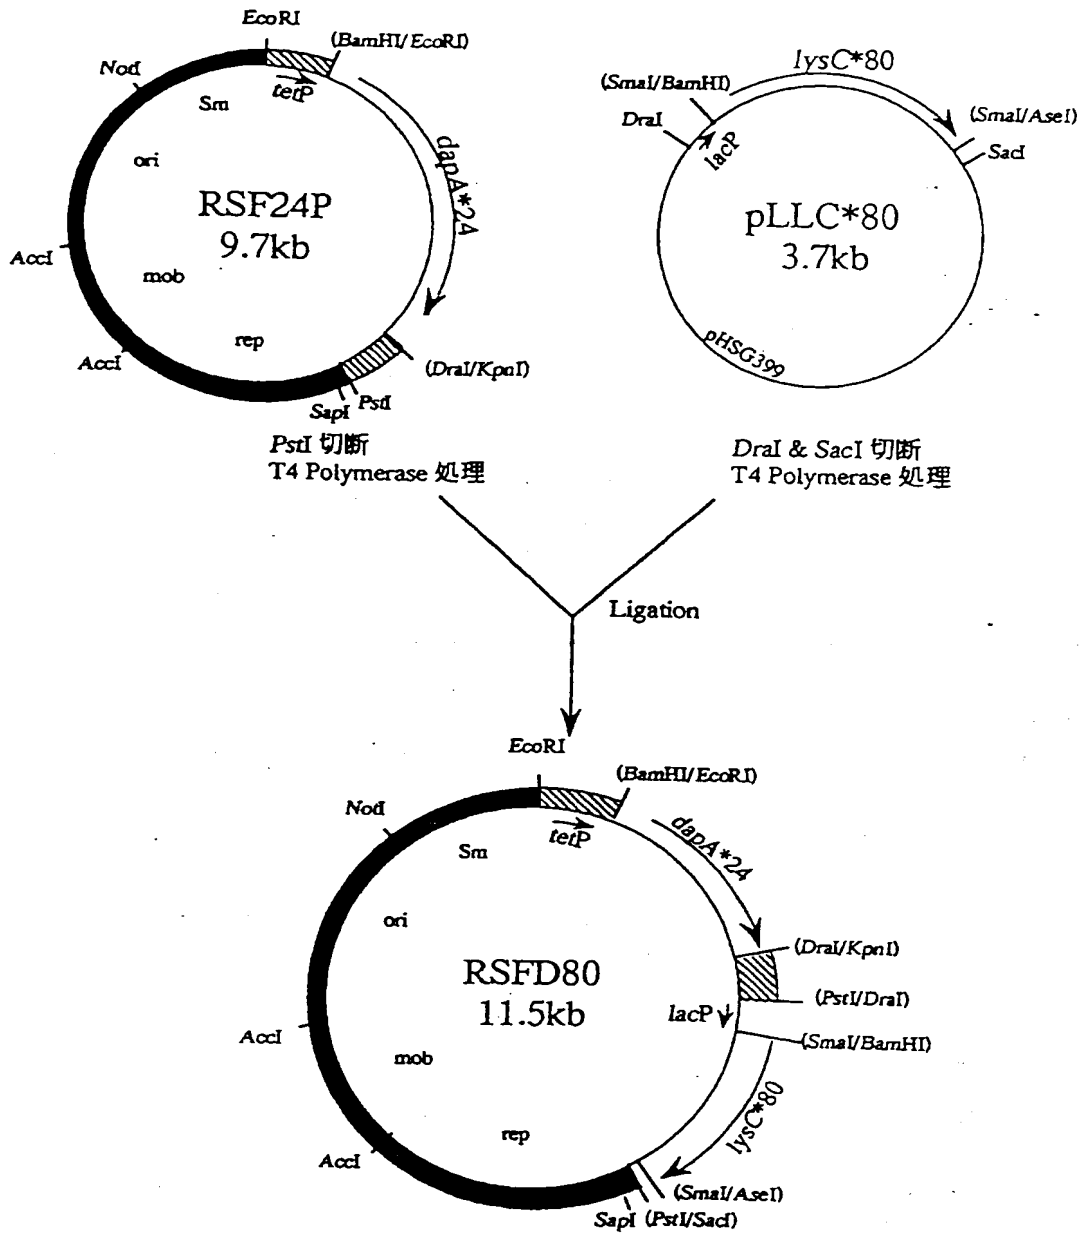 EcoRI
(BamHI/EcoRI)
NotI
Sm
tetP
ori
dapA*24
RSF24P
9.7kb
AccI
mob
rep
AccI
(DraI/KpnI)
SapI
PstI
lysC*80
(SmaI/BamHI)
(SmaI/AseI)
DraI
lacP
SacI
pLLC*80
3.7kb
pHSG399
PstI 切断
T4 Polymerase 処理
DraI & SacI 切断
T4 Polymerase 処理
Ligation
EcoRI
(BamHI/EcoRI)
NotI
tetP
dapA*24
Sm
ori
(DraI/KpnI)
RSFD80
11.5kb
(PstI/DraI)
lacP
AccI
(SmaI/BamHI)
mob
lysC*80
rep
AccI
(SmaI/AseI)
SapI (PstI/SacI)